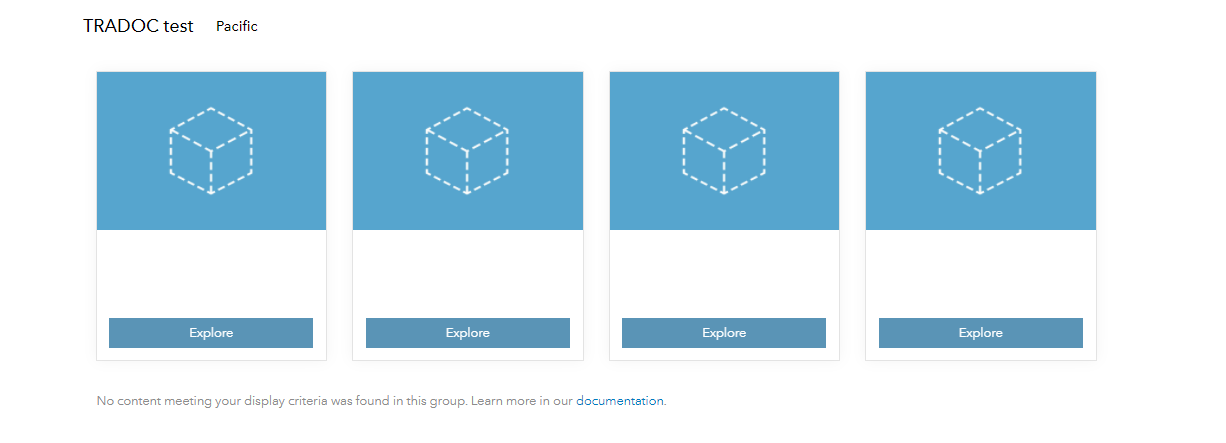 TRADOC test Pacific
Explore Explore Explore Explore
No content meeting your display criteria was found in this group. Learn more in our documentation.